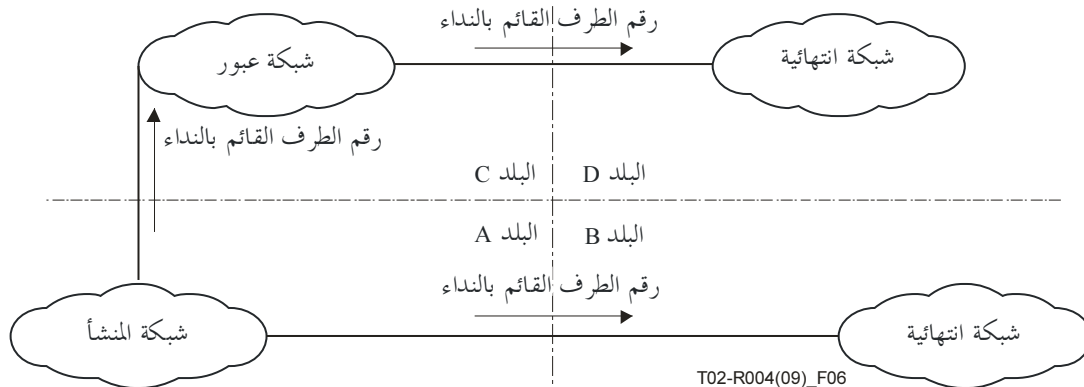 رقم الطرف القائم بالنداء
شبكة انتهائية
شبكة عبور
رقم الطرف القائم بالنداء
البلد D
البلد C
البلد B
البلد A
رقم الطرف القائم بالنداء
شبكة انتهائية
شبكة المنشأ
T02-R004(09)_F06